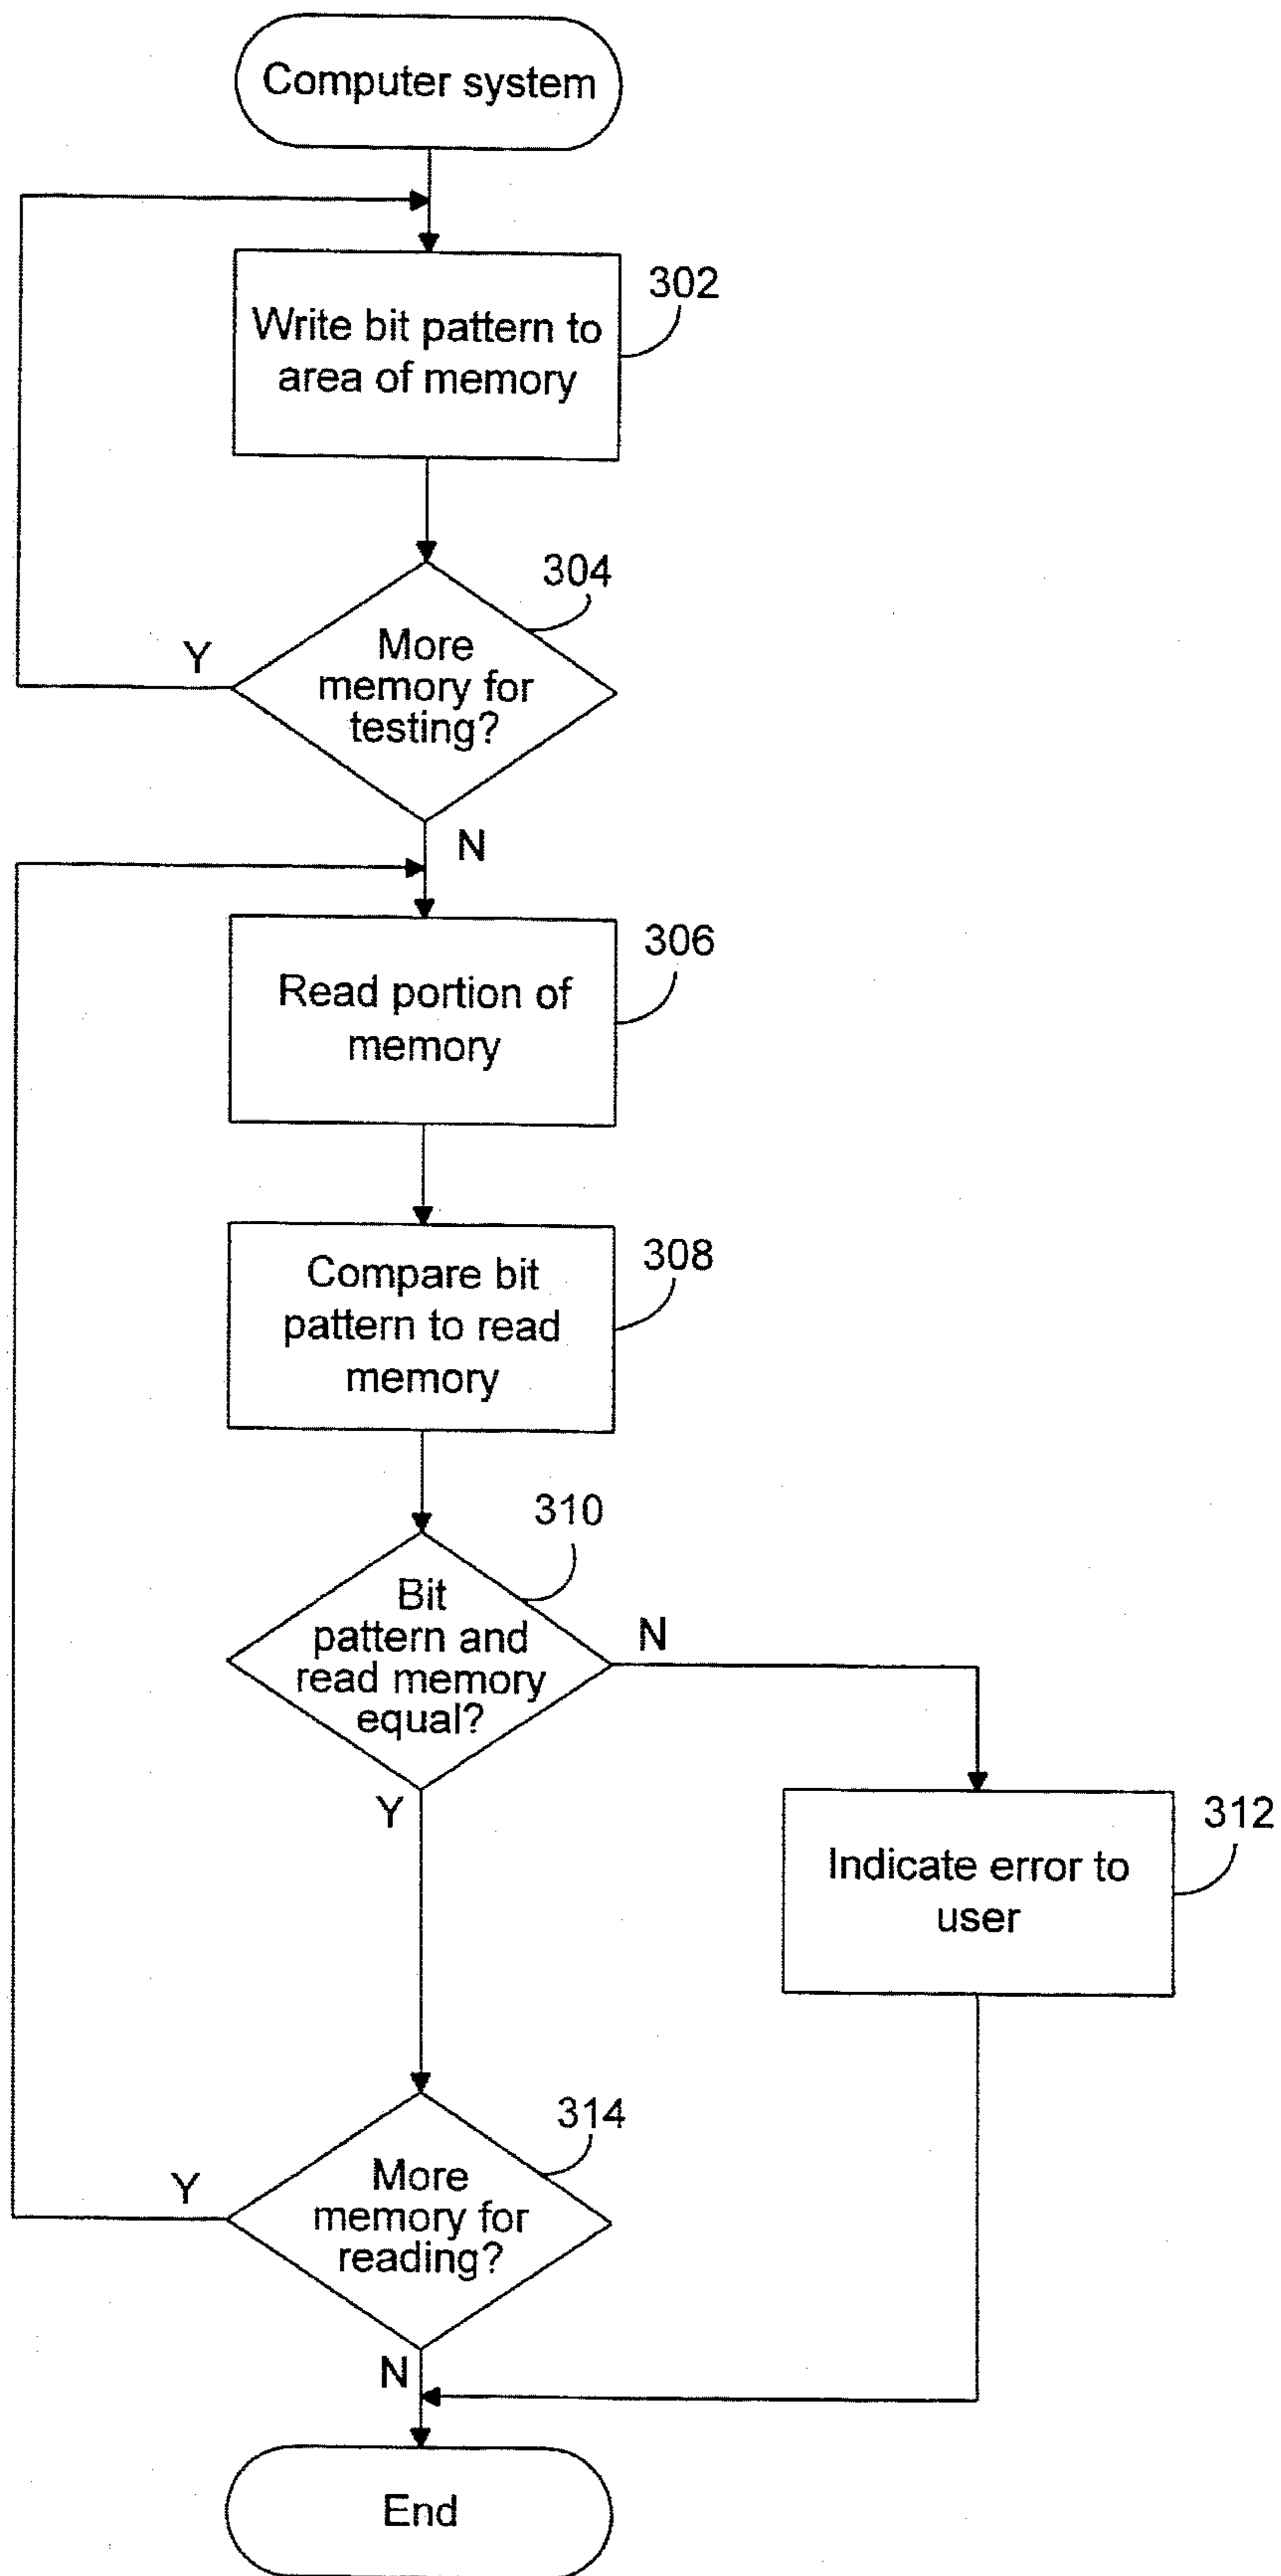 Computer system
302
Write bit pattern to
area of memory
304
More
memory for
testing?
Y
N
306
Read portion of
memory
308
Compare bit
pattern to read
memory
310
Bit
pattern and
read memory
equal?
N
Y
312
Indicate error to
user
314
More
memory for
reading?
Y
N
End